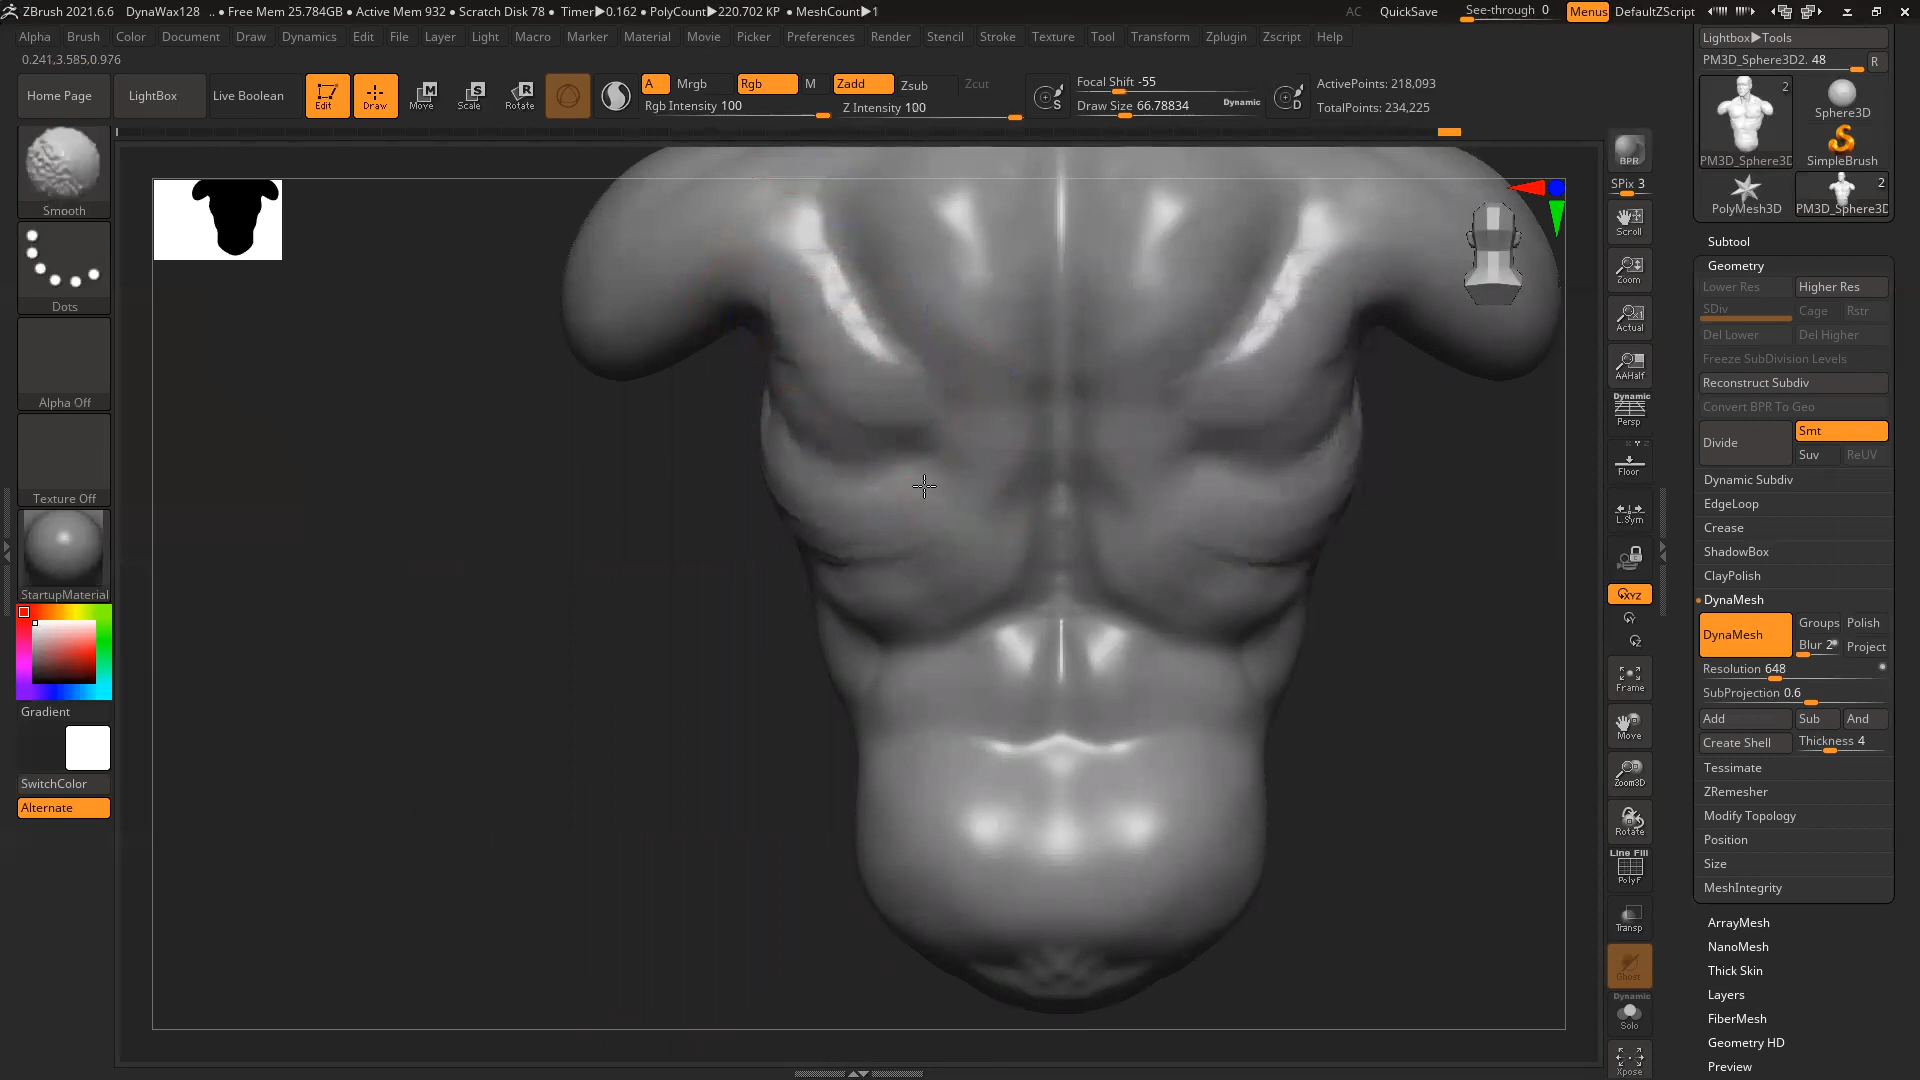 ZBrush 2021.6.6 DynaWax128 .. ● Free Mem 25.784GB ● Active Mem 932 ● Scratch Disk 78 ● Timer▶0.162 ● PolyCount▶220.702 KP ● MeshCount▶1 AC QuickSave See-through 0 Menus DefaultZScript
Alpha Brush Color Document Draw Dynamics Edit File Layer Light Macro Marker Material Movie Picker Preferences Render Stencil Stroke Texture Tool Transform Zplugin Zscript Help
0.241,3.585,0.976
Home Page LightBox Live Boolean Edit Draw Move Scale Rotate
A Mrgb Rgb M Zadd Zsub Zcut
Rgb Intensity 100 Z Intensity 100
Focal Shift -55
Draw Size 66.78834 Dynamic
ActivePoints: 218,093
TotalPoints: 234,225
Smooth
Dots
Alpha Off
Texture Off
StartupMaterial
Gradient
SwitchColor
Alternate
BPR
SPix 3
Scroll
Zoom
Actual
AAHalf
Dynamic
Persp
Floor
L.Sym
XYZ
Frame
Move
Zoom3D
Rotate
Line Fill
PolyF
Transp
Ghost
Dynamic
Solo
Xpose
Lightbox▶Tools
PM3D_Sphere3D2. 48 R
2
PM3D_Sphere3D
Sphere3D
SimpleBrush
PolyMesh3D
2
PM3D_Sphere3D
Subtool
Geometry
Lower Res Higher Res
SDiv Cage Rstr
Del Lower Del Higher
Freeze SubDivision Levels
Reconstruct Subdiv
Convert BPR To Geo
Divide Smt
Suv ReUV
Dynamic Subdiv
EdgeLoop
Crease
ShadowBox
ClayPolish
DynaMesh
DynaMesh Groups Polish
Blur 2 Project
Resolution 648
SubProjection 0.6
Add Sub And
Create Shell Thickness 4
Tessimate
ZRemesher
Modify Topology
Position
Size
MeshIntegrity
ArrayMesh
NanoMesh
Thick Skin
Layers
FiberMesh
Geometry HD
Preview